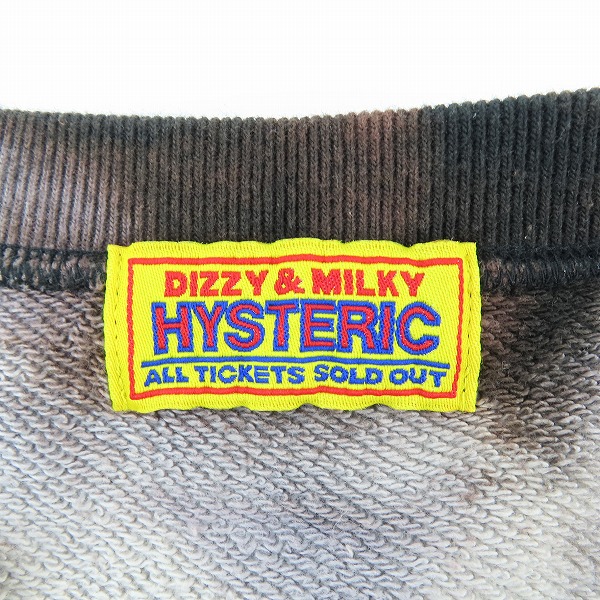 DIZZY & MILKY
HYSTERIC
ALL TICKETS SOLD OUT